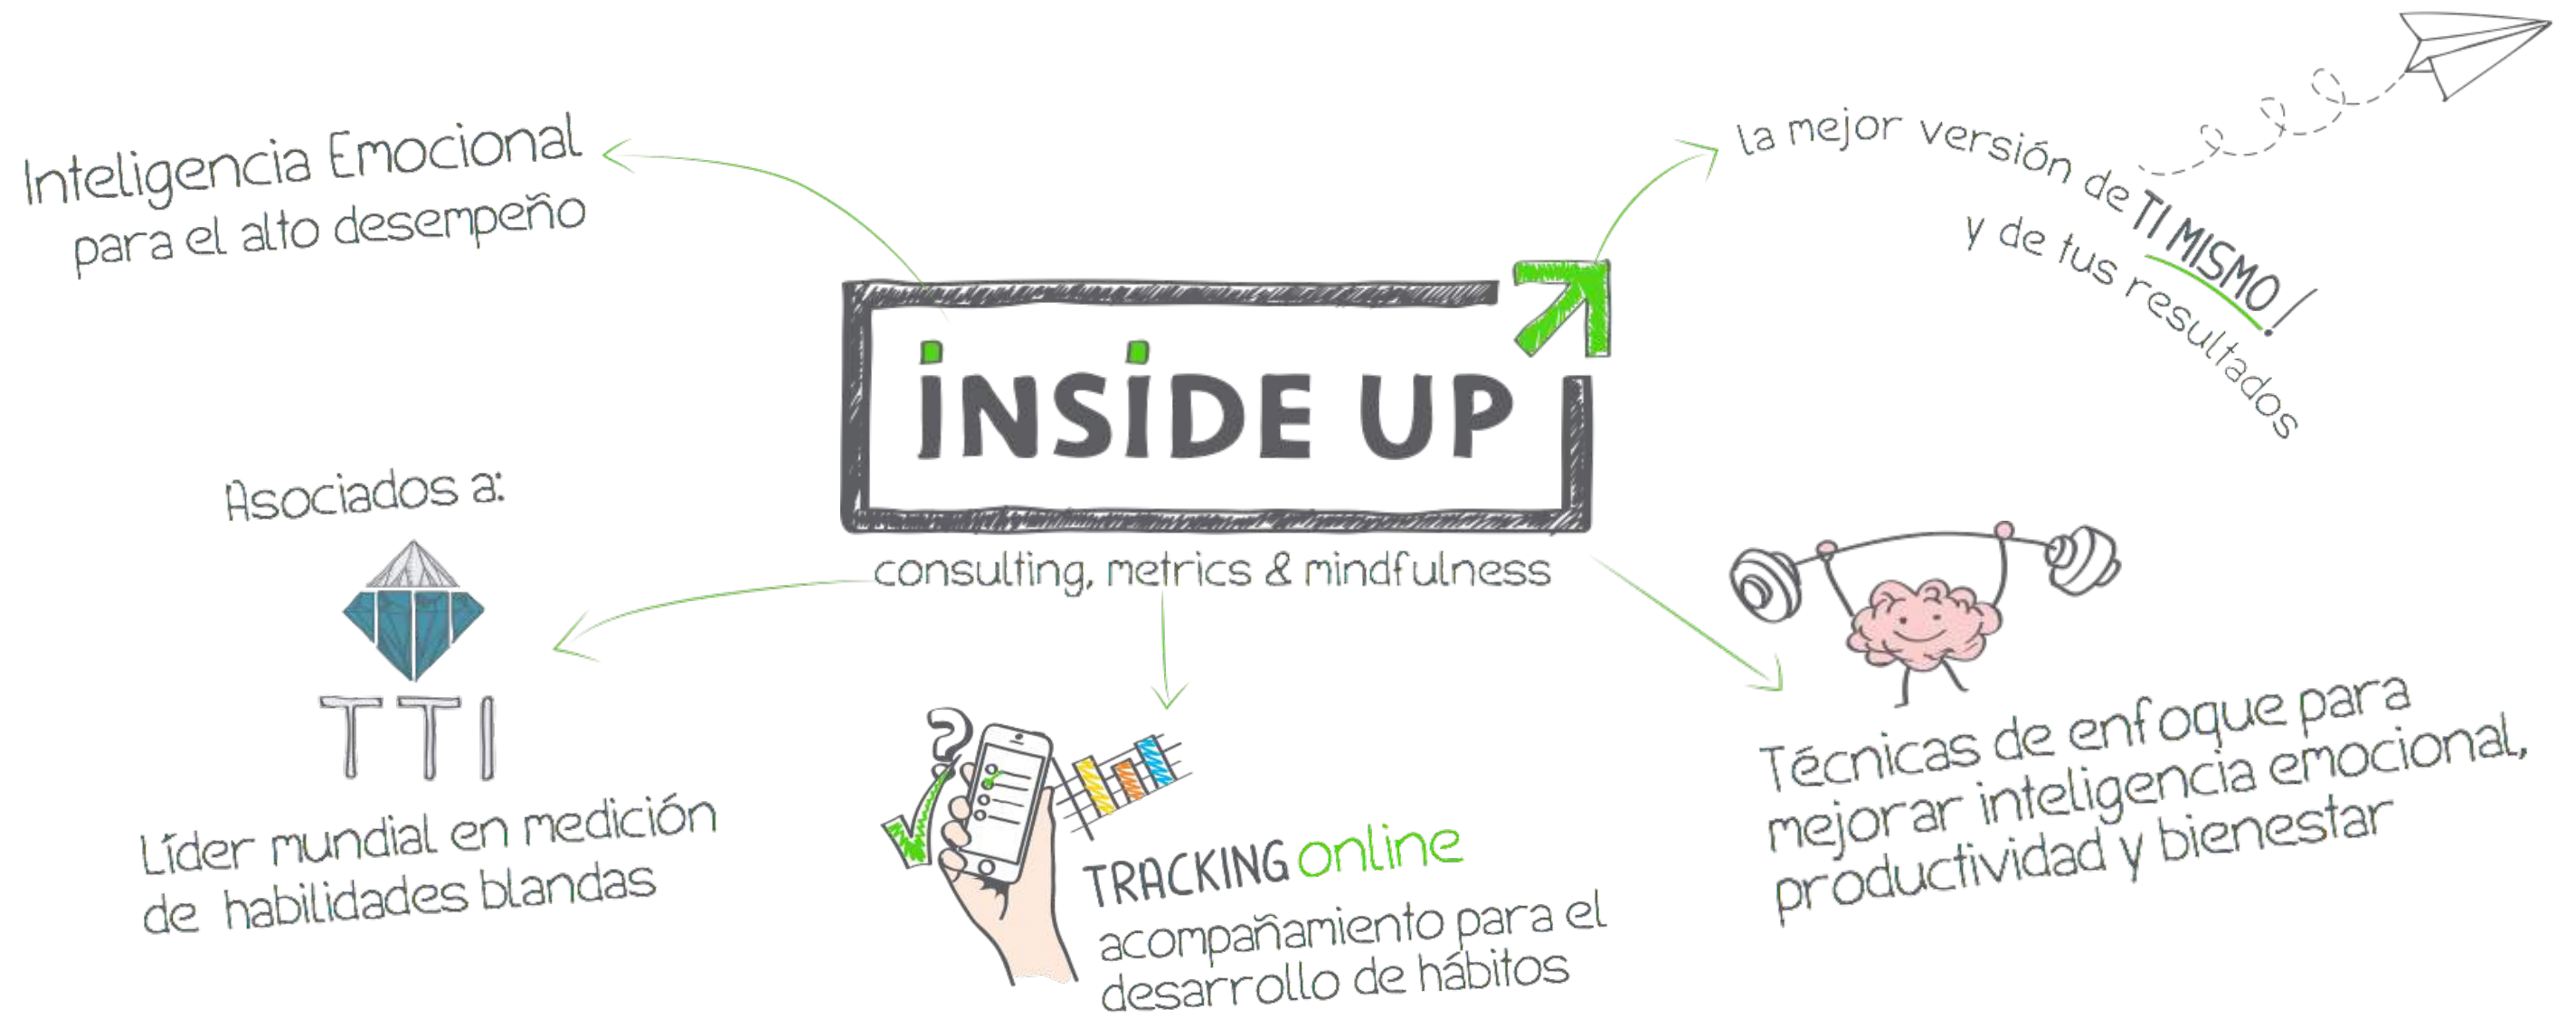 Inteligencia Emocional
para el alto desempeño
la mejor versión de TI MISMO!
y de tus resultados
INSIDE UP
consulting, metrics & mindfulness
Asociados a:
TTI
Líder mundial en medición
de habilidades blandas
?
TRACKING online
acompañamiento para el
desarrollo de hábitos
Técnicas de enfoque para
mejorar inteligencia emocional,
productividad y bienestar